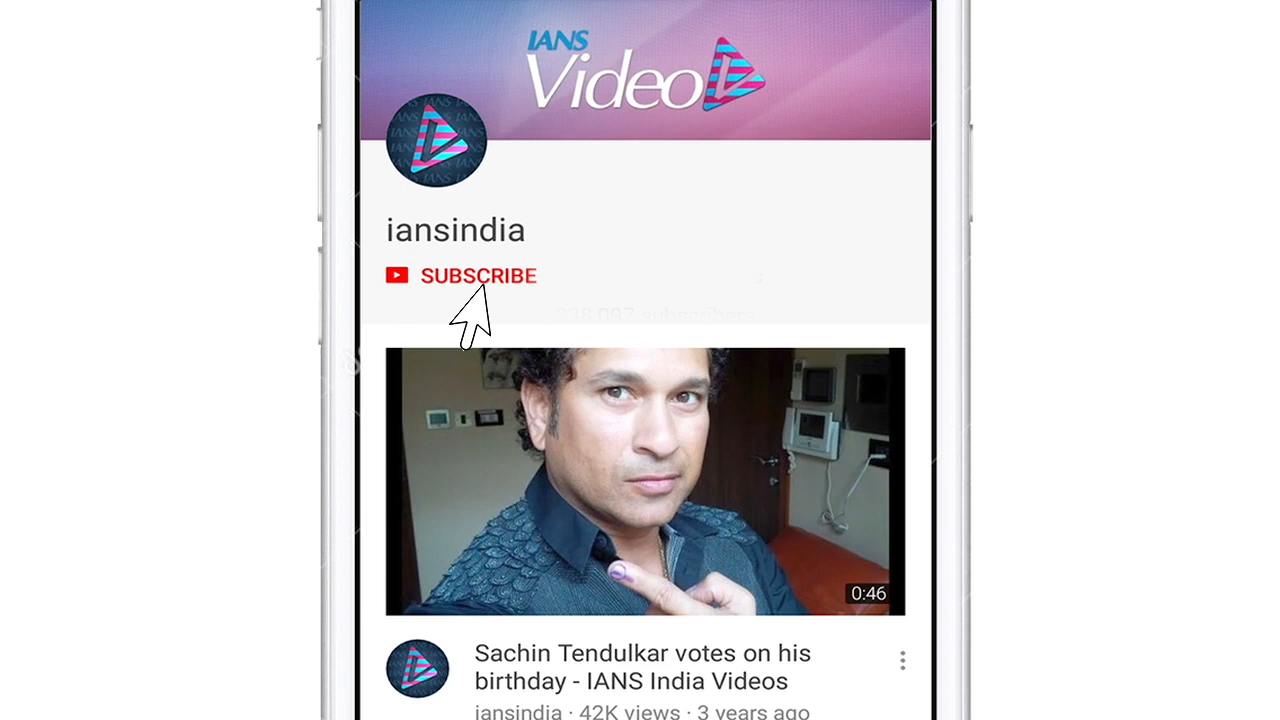 IANS
Video
iansindia
SUBSCRIBE
0:46
Sachin Tendulkar votes on his
birthday - IANS India Videos
iansindia · 42K views · 3 years ago